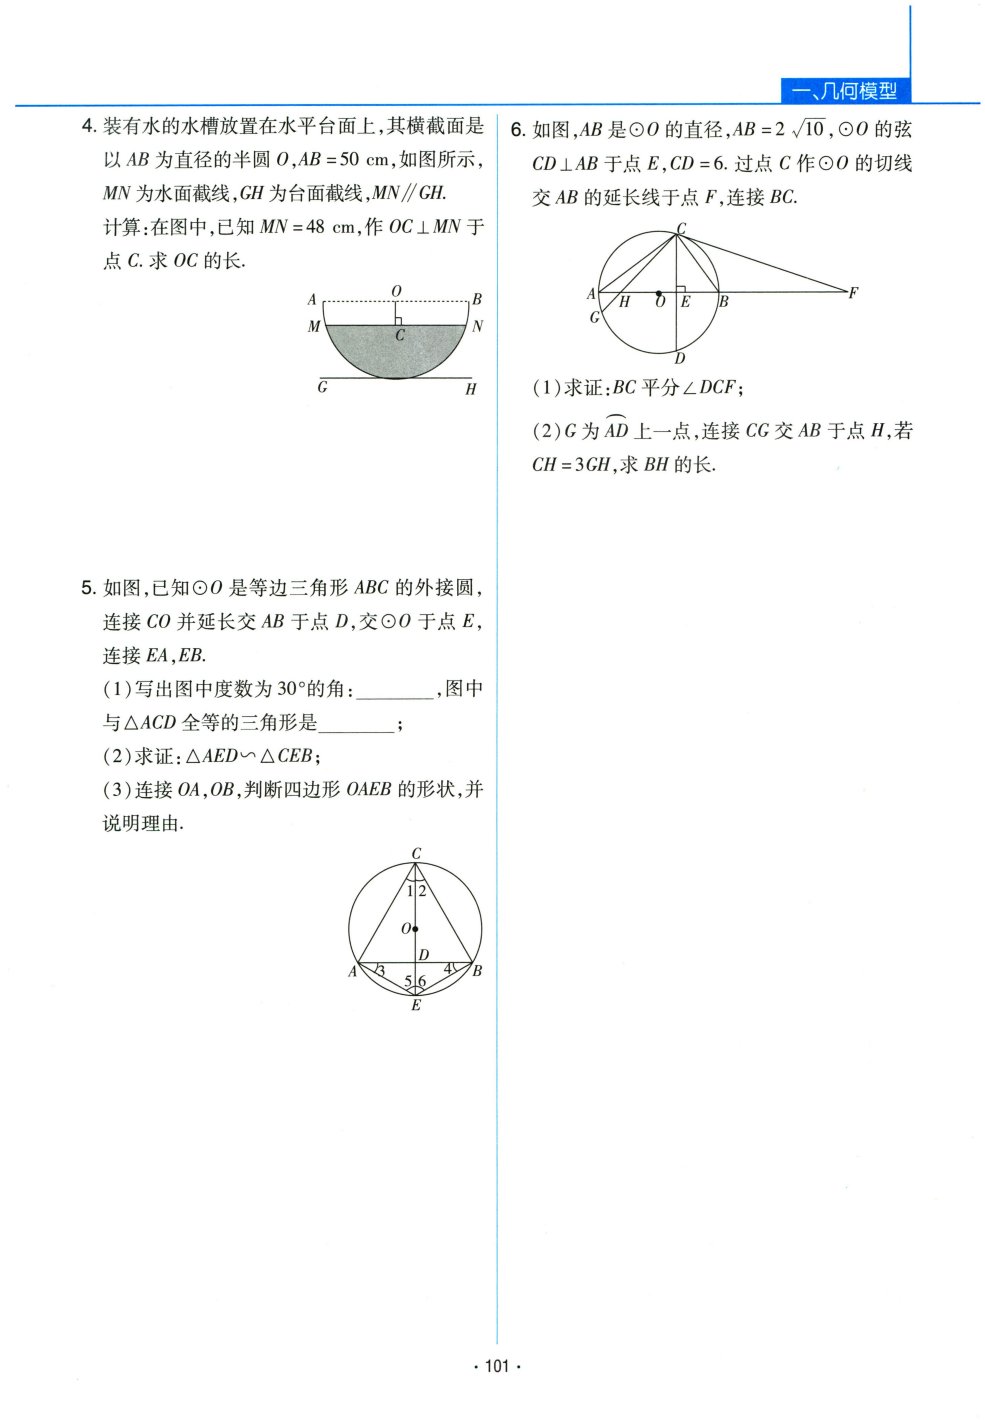 一、几何模型
4. 装有水的水槽放置在水平台面上,其横截面是
以 AB 为直径的半圆 O,AB=50 cm,如图所示,
MN 为水面截线,GH 为台面截线,MN∥GH.
计算:在图中,已知 MN=48 cm,作 OC⊥MN 于
点 C. 求 OC 的长.
A O B
M C N
G H
5. 如图,已知⊙O 是等边三角形 ABC 的外接圆,
连接 CO 并延长交 AB 于点 D,交⊙O 于点 E,
连接 EA,EB.
(1)写出图中度数为 30°的角:________,图中
与△ACD 全等的三角形是________;
(2)求证:△AED∽△CEB;
(3)连接 OA,OB,判断四边形 OAEB 的形状,并
说明理由.
C
1 2
O
D
A 3 4 B
5 6
E
6. 如图,AB 是⊙O 的直径,AB=2√10,⊙O 的弦
CD⊥AB 于点 E,CD=6. 过点 C 作⊙O 的切线
交 AB 的延长线于点 F,连接 BC.
C
A H O E B F
G
D
(1)求证:BC 平分∠DCF;
(2)G 为⌒AD 上一点,连接 CG 交 AB 于点 H,若
CH=3GH,求 BH 的长.
· 101 ·